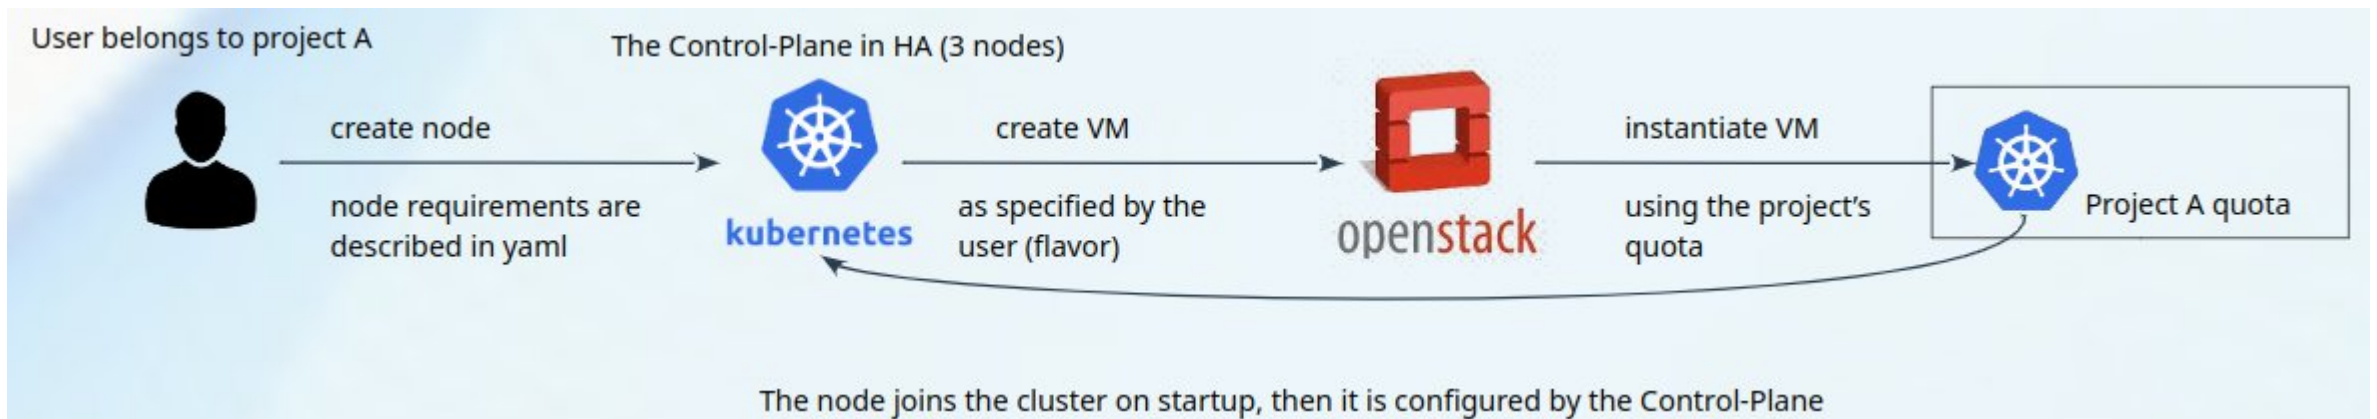 User belongs to project A
The Control-Plane in HA (3 nodes)
create node
node requirements are
described in yaml
kubernetes
create VM
as specified by the
user (flavor)
openstack
instantiate VM
using the project's
quota
Project A quota
The node joins the cluster on startup, then it is configured by the Control-Plane